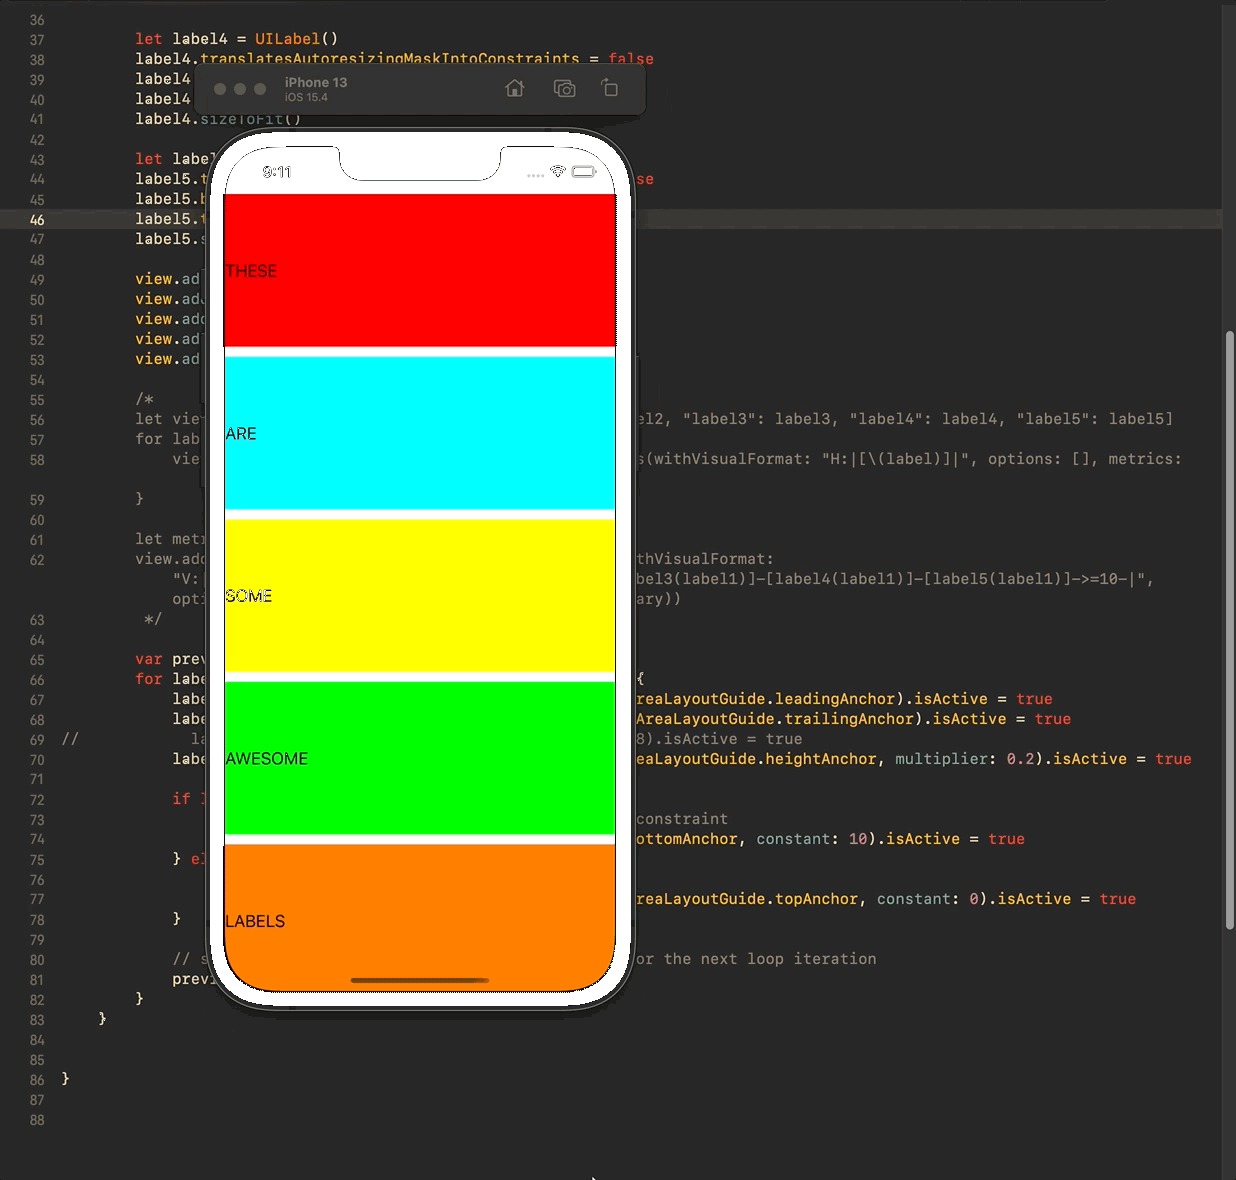 36
37 let label4 = UILabel()
38 label4.translatesAutoresizingMaskIntoConstraints = false
39 label4
40 label4
41 label4.sizeToFit()
42
43 let label
44 label5.t se
45 label5.b
46 label5.t
47 label5.s
48
49 view.ad
50 view.ad
51 view.add
52 view.ad
53 view.ad
54
55 /*
56 let vie el2, "label3": label3, "label4": label4, "label5": label5]
57 for lab
58 vie s(withVisualFormat: "H:|[\(label)]|", options: [], metrics:
59 }
60
61 let met
62 view.add thVisualFormat:
"V:| bel3(label1)]-[label4(label1)]-[label5(label1)]->=10-|",
opti ary))
63 */
64
65 var prev
66 for labe {
67 labe reaLayoutGuide.leadingAnchor).isActive = true
68 labe AreaLayoutGuide.trailingAnchor).isActive = true
69 // la 8).isActive = true
70 labe eaLayoutGuide.heightAnchor, multiplier: 0.2).isActive = true
71
72 if l
73 constraint
74 ottomAnchor, constant: 10).isActive = true
75 } el
76
77 reaLayoutGuide.topAnchor, constant: 0).isActive = true
78 }
79
80 // s or the next loop iteration
81 previ
82 }
83 }
84
85
86 }
87
88
iPhone 13
iOS 15.4
9:11
THESE
ARE
SOME
AWESOME
LABELS